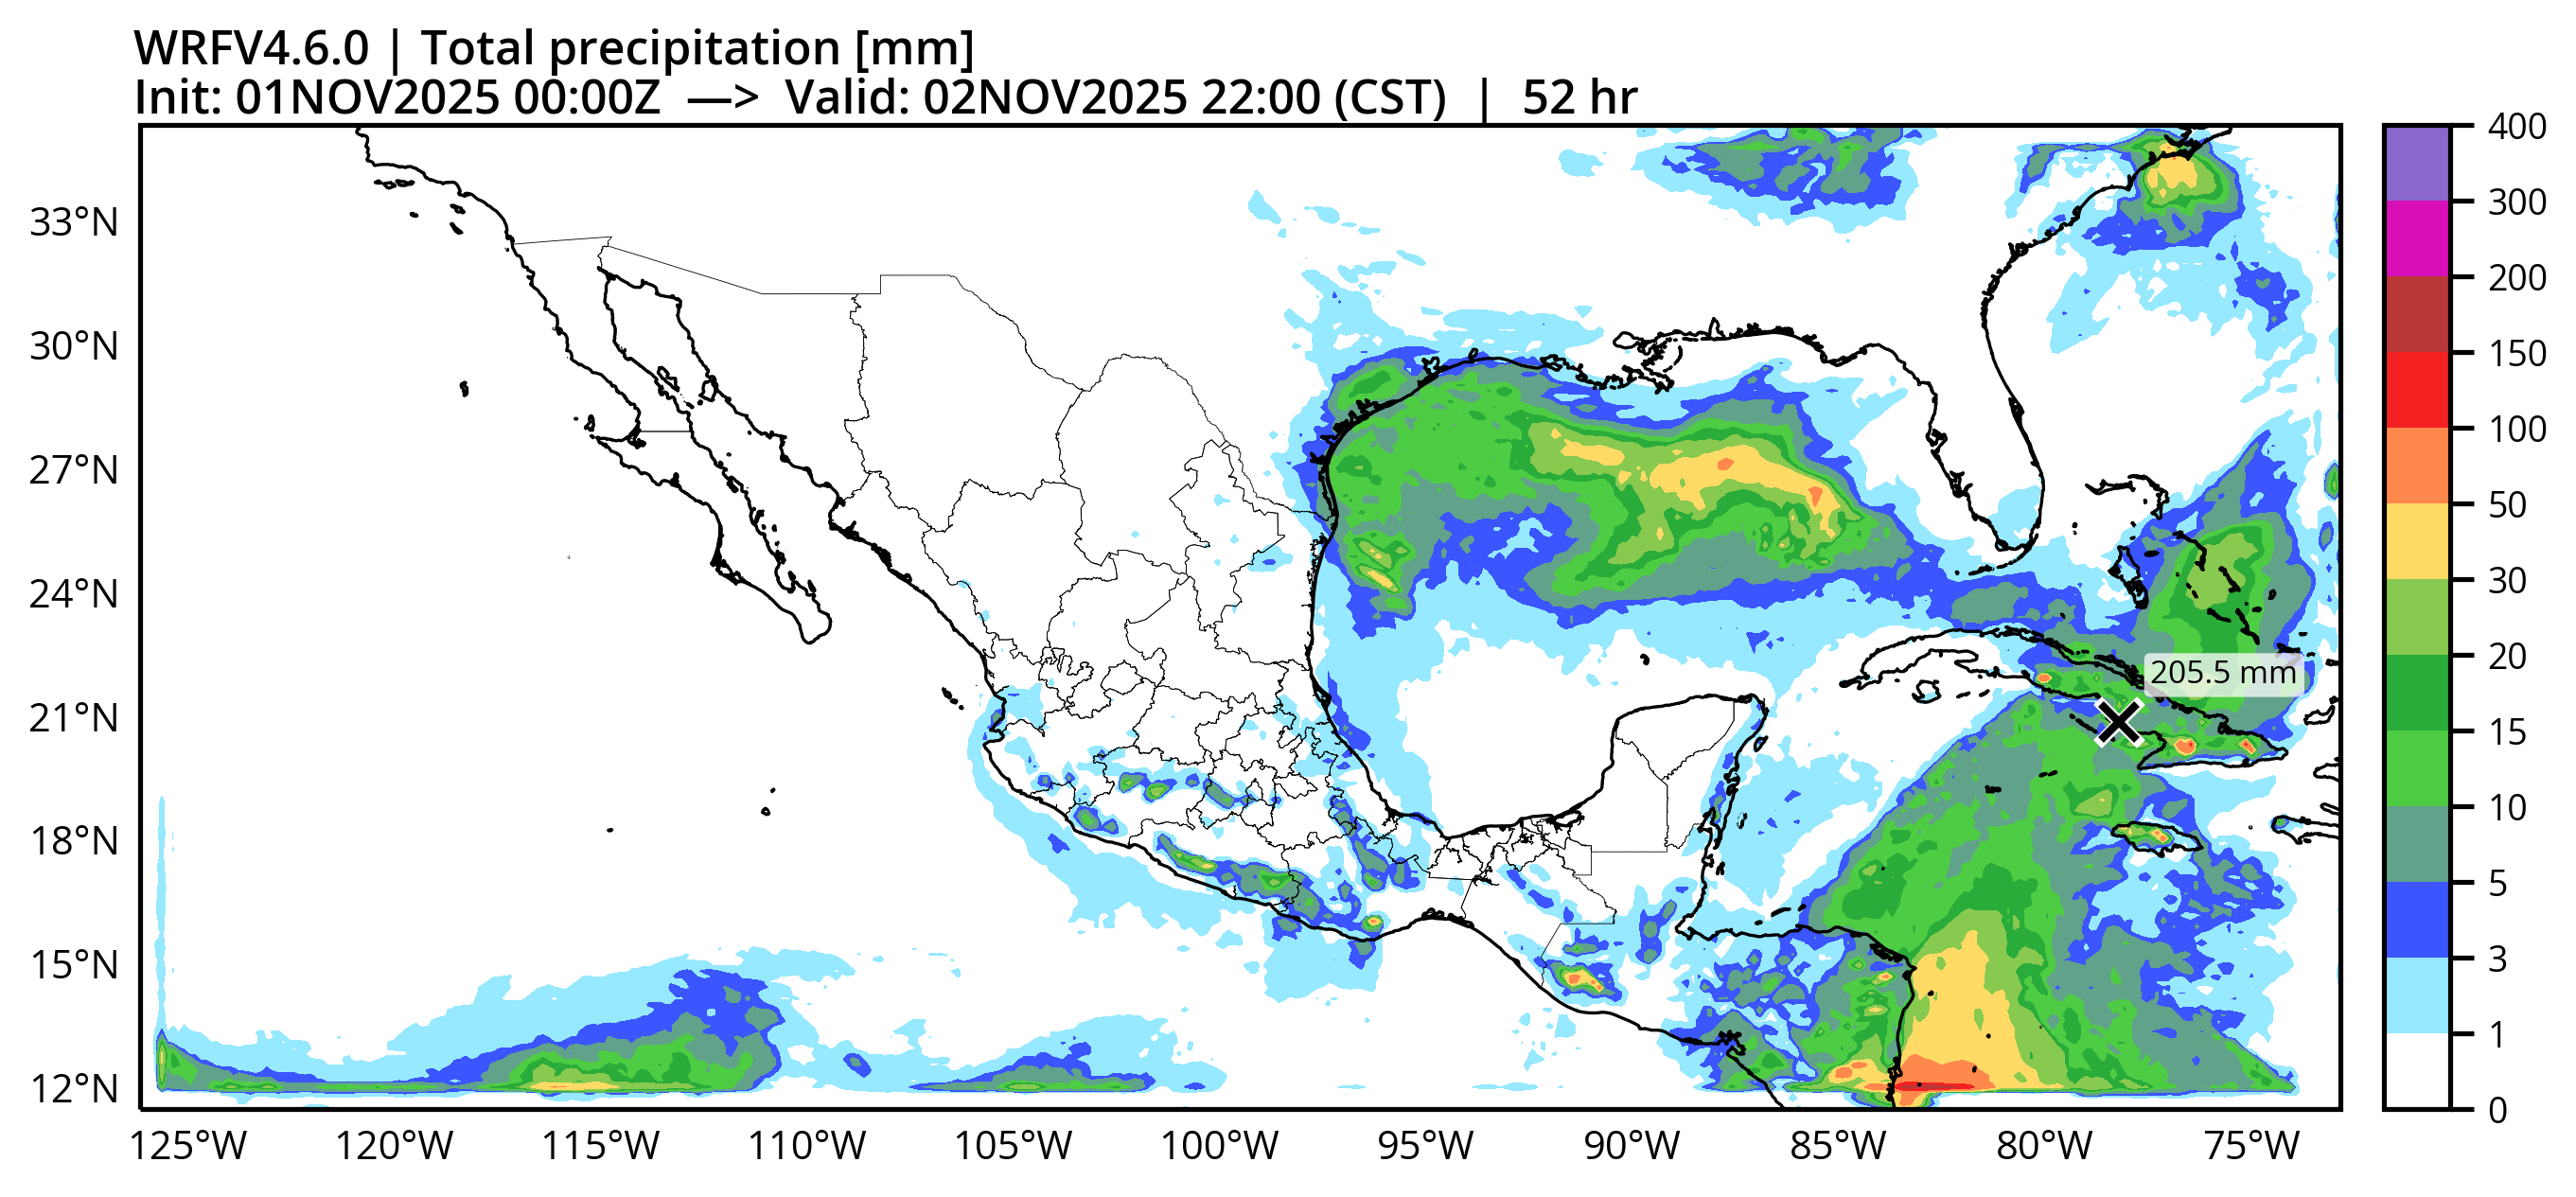 WRFV4.6.0 | Total precipitation [mm]
Init: 01NOV2025 00:00Z —> Valid: 02NOV2025 22:00 (CST) | 52 hr
33°N
30°N
27°N
24°N
21°N
18°N
15°N
12°N
125°W 120°W 115°W 110°W 105°W 100°W 95°W 90°W 85°W 80°W 75°W
205.5 mm
400
300
200
150
100
50
30
20
15
10
5
3
1
0